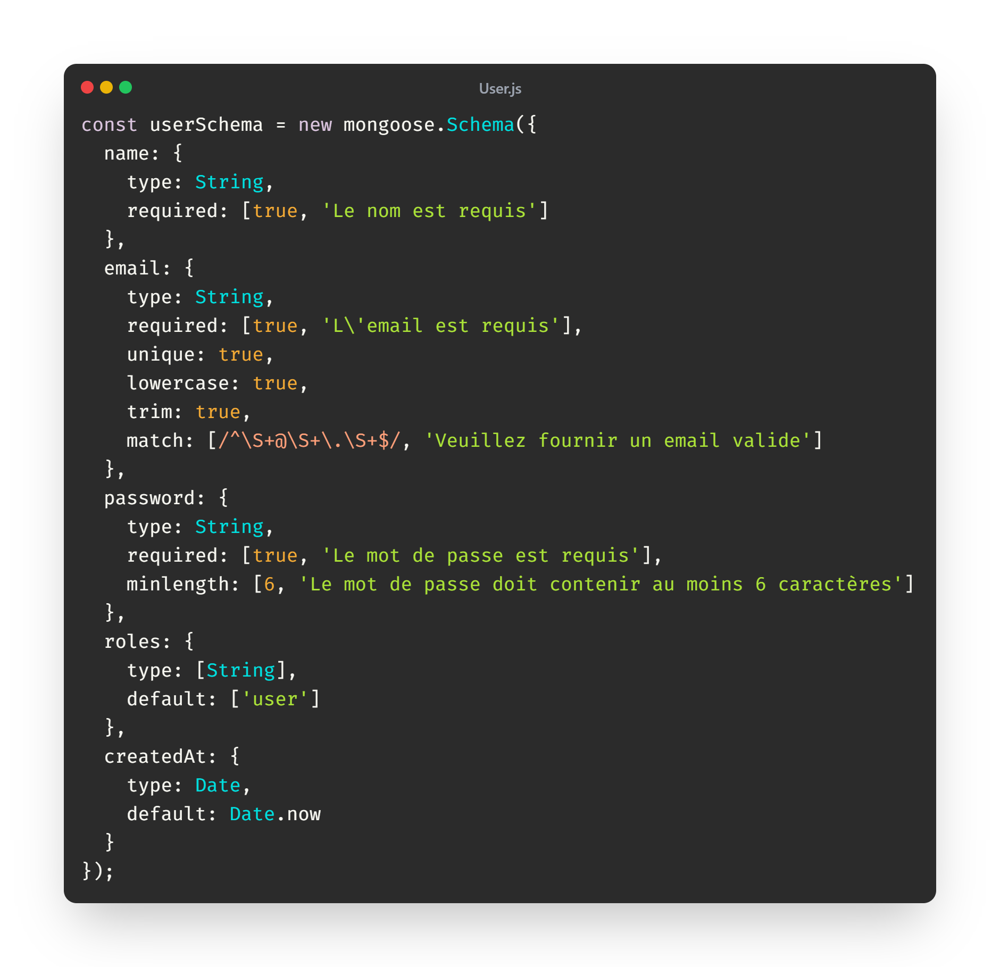 User.js
const userSchema = new mongoose.Schema({
  name: {
    type: String,
    required: [true, 'Le nom est requis']
  },
  email: {
    type: String,
    required: [true, 'L\'email est requis'],
    unique: true,
    lowercase: true,
    trim: true,
    match: [/^\S+@\S+\.\S+$/, 'Veuillez fournir un email valide']
  },
  password: {
    type: String,
    required: [true, 'Le mot de passe est requis'],
    minlength: [6, 'Le mot de passe doit contenir au moins 6 caractères']
  },
  roles: {
    type: [String],
    default: ['user']
  },
  createdAt: {
    type: Date,
    default: Date.now
  }
});